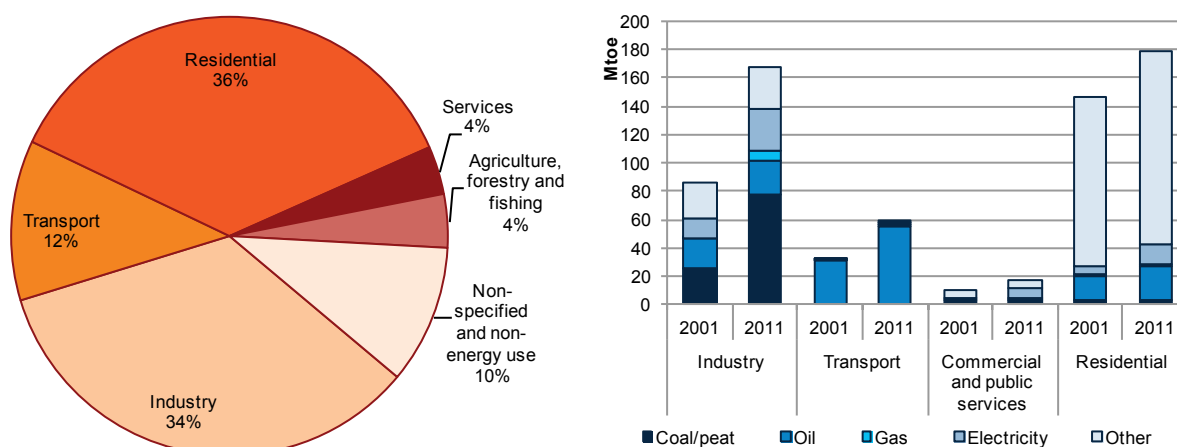 Residential
36%
Services
4%
Agriculture,
forestry and
fishing
4%
Transport
12%
Non-
specified and
non-
energy use
10%
Industry
34%
Mtoe
200
180
160
140
120
100
80
60
40
20
0
2001 2011 2001 2011 2001 2011 2001 2011
Industry Transport Commercial Residential
and public
services
Coal/peat Oil Gas Electricity Other